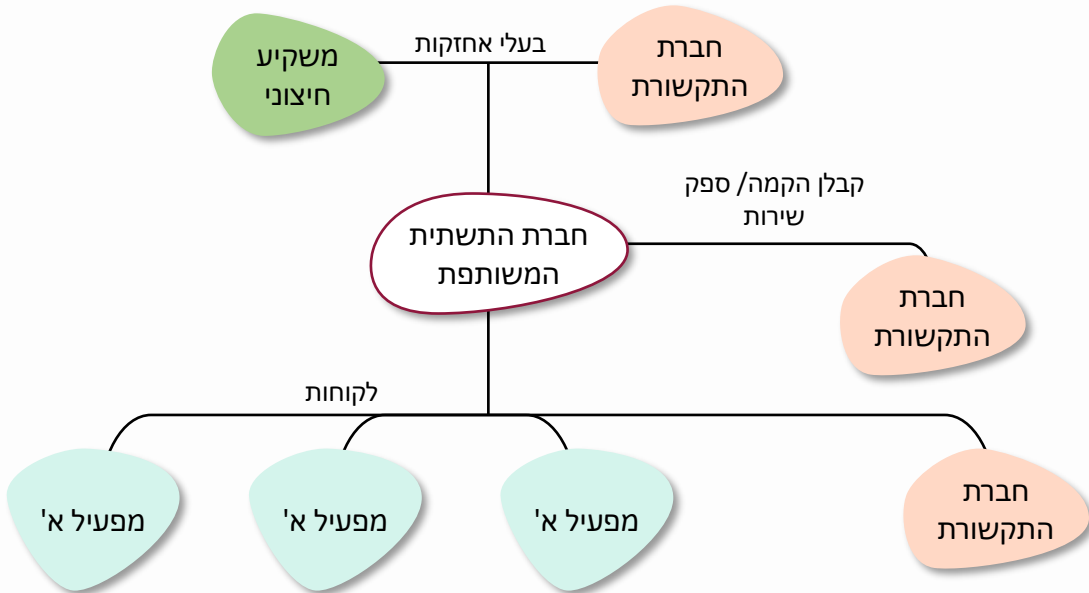 חברת
התקשורת
בעלי אחזקות
משקיע
חיצוני
קבלן הקמה/ ספק
שירות
חברת התשתית
המשותפת
חברת
התקשורת
לקוחות
חברת
התקשורת
מפעיל א'
מפעיל א'
מפעיל א'